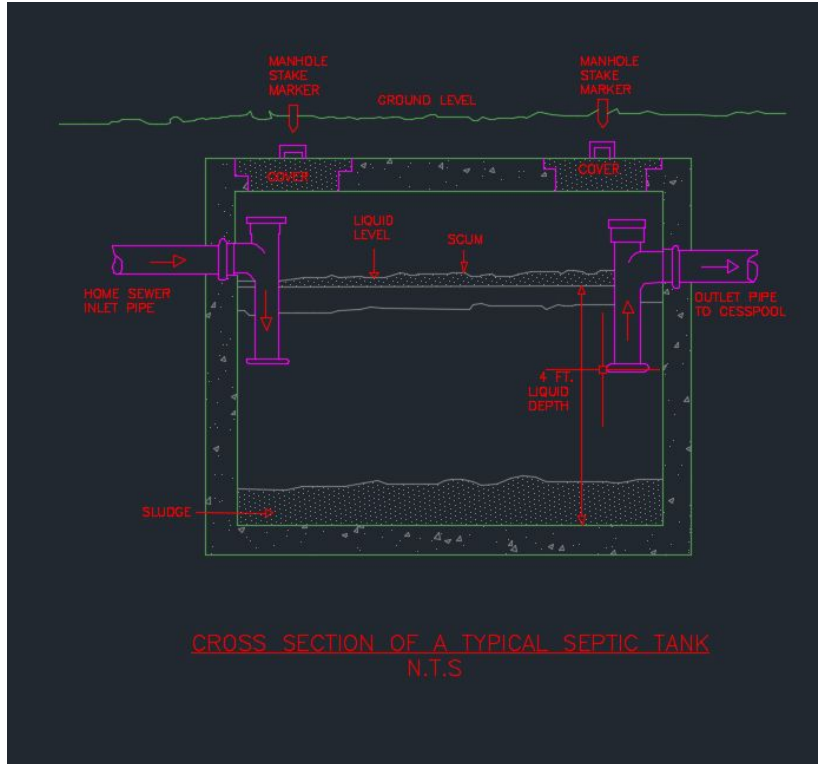 MANHOLE
STAKE
MARKER
MANHOLE
STAKE
MARKER
GROUND LEVEL
COVER
COVER
LIQUID
LEVEL
SCUM
HOME SEWER
INLET PIPE
OUTLET PIPE
TO CESSPOOL
4 FT.
LIQUID
DEPTH
SLUDGE
CROSS SECTION OF A TYPICAL SEPTIC TANK
N.T.S